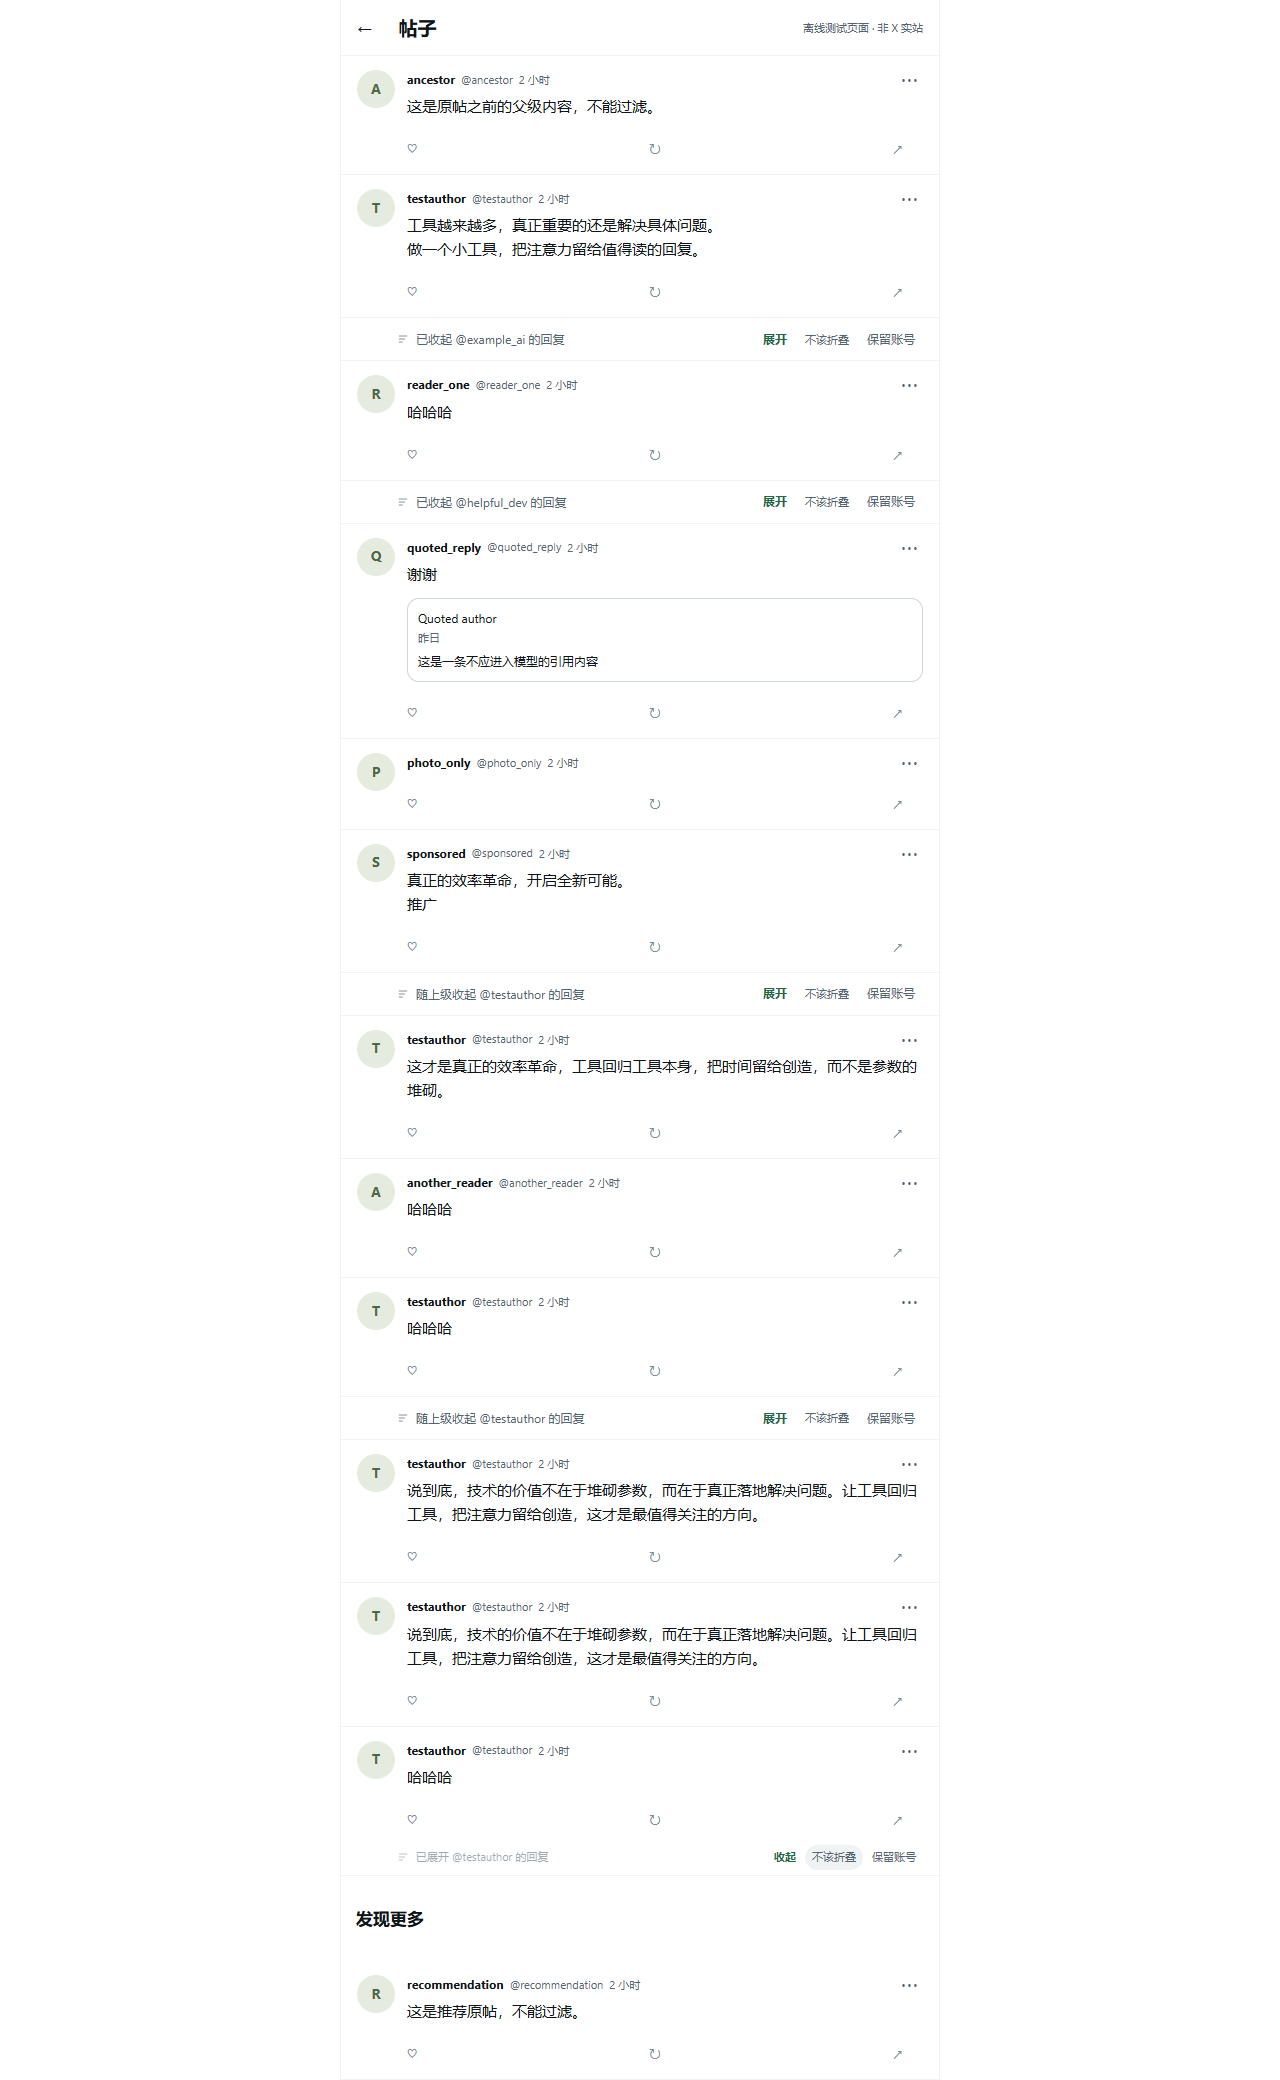 ← 帖子 离线测试页面 · 非 X 实站
A ancestor @ancestor 2 小时 ···
这是原帖之前的父级内容，不能过滤。
♡ ↻ ↗
T testauthor @testauthor 2 小时 ···
工具越来越多，真正重要的还是解决具体问题。
做一个小工具，把注意力留给值得读的回复。
♡ ↻ ↗
已收起 @example_ai 的回复 展开 不该折叠 保留账号
R reader_one @reader_one 2 小时 ···
哈哈哈
♡ ↻ ↗
已收起 @helpful_dev 的回复 展开 不该折叠 保留账号
Q quoted_reply @quoted_reply 2 小时 ···
谢谢
Quoted author
昨日
这是一条不应进入模型的引用内容
♡ ↻ ↗
P photo_only @photo_only 2 小时 ···
♡ ↻ ↗
S sponsored @sponsored 2 小时 ···
真正的效率革命，开启全新可能。
推广
♡ ↻ ↗
随上级收起 @testauthor 的回复 展开 不该折叠 保留账号
T testauthor @testauthor 2 小时 ···
这才是真正的效率革命，工具回归工具本身，把时间留给创造，而不是参数的
堆砌。
♡ ↻ ↗
A another_reader @another_reader 2 小时 ···
哈哈哈
♡ ↻ ↗
T testauthor @testauthor 2 小时 ···
哈哈哈
♡ ↻ ↗
随上级收起 @testauthor 的回复 展开 不该折叠 保留账号
T testauthor @testauthor 2 小时 ···
说到底，技术的价值不在于堆砌参数，而在于真正落地解决问题。让工具回归
工具，把注意力留给创造，这才是最值得关注的方向。
♡ ↻ ↗
T testauthor @testauthor 2 小时 ···
说到底，技术的价值不在于堆砌参数，而在于真正落地解决问题。让工具回归
工具，把注意力留给创造，这才是最值得关注的方向。
♡ ↻ ↗
T testauthor @testauthor 2 小时 ···
哈哈哈
♡ ↻ ↗
已展开 @testauthor 的回复 收起 不该折叠 保留账号
发现更多
R recommendation @recommendation 2 小时 ···
这是推荐原帖，不能过滤。
♡ ↻ ↗